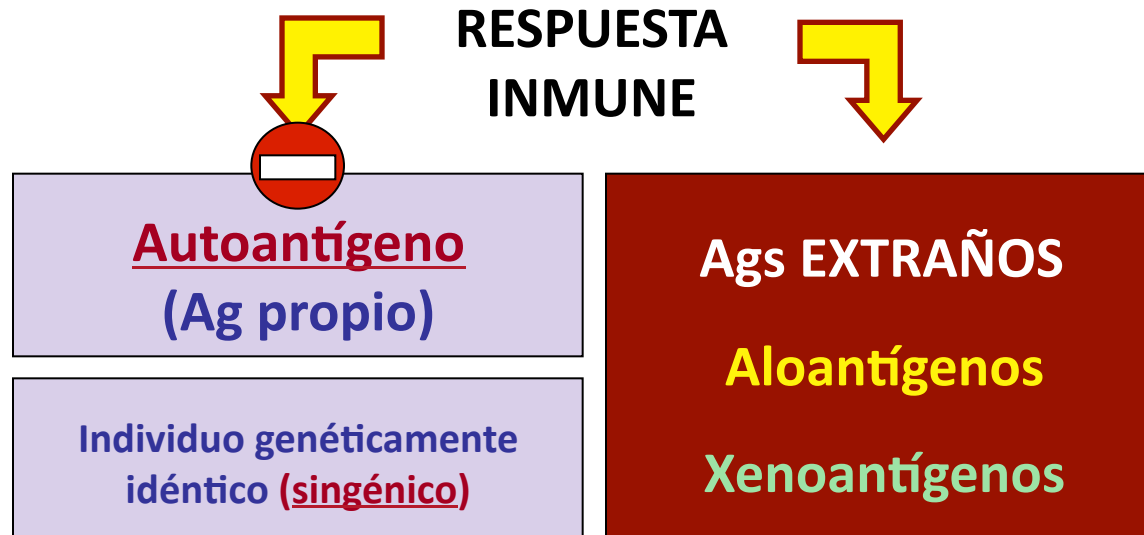 RESPUESTA
INMUNE
Autoantígeno
(Ag propio)
Individuo genéticamente
idéntico (singénico)
Ags EXTRAÑOS
Aloantígenos
Xenoantígenos